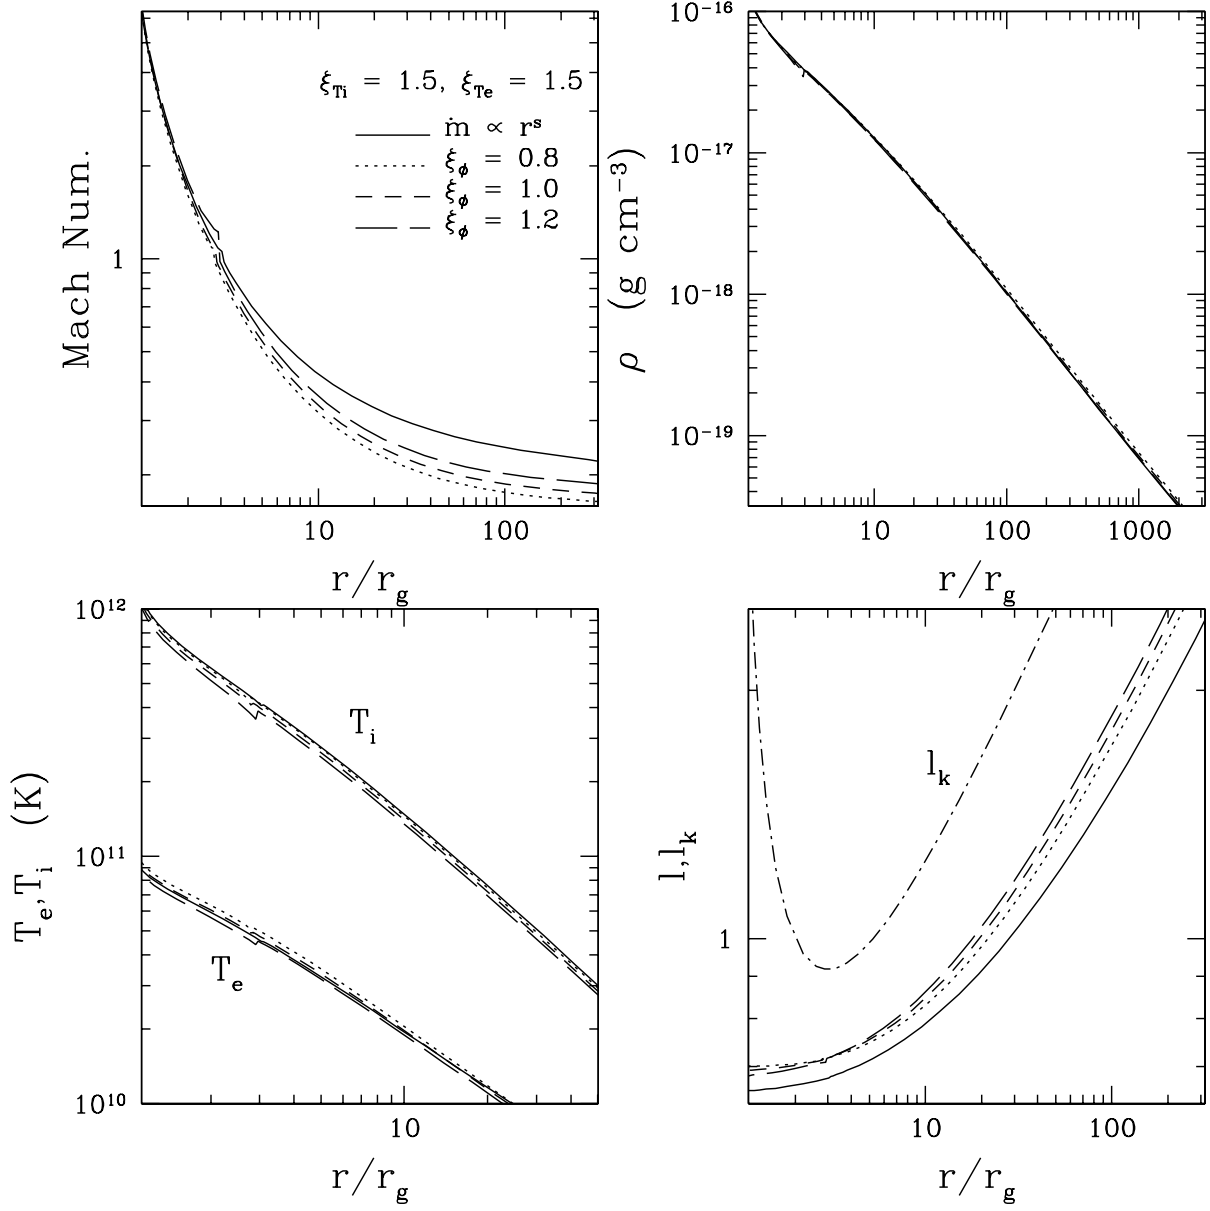 ξ_Ti = 1.5, ξ_Te = 1.5
ṁ ∝ r^s
ξ_ϕ = 0.8
ξ_ϕ = 1.0
ξ_ϕ = 1.2
Mach Num.
1
10 100
r/r_g
10^−16
10^−17
10^−18
10^−19
ρ (g cm^−3)
10 100 1000
r/r_g
10^12
10^11
10^10
T_e,T_i (K)
T_i
T_e
10
r/r_g
l,l_k
l_k
1
10 100
r/r_g